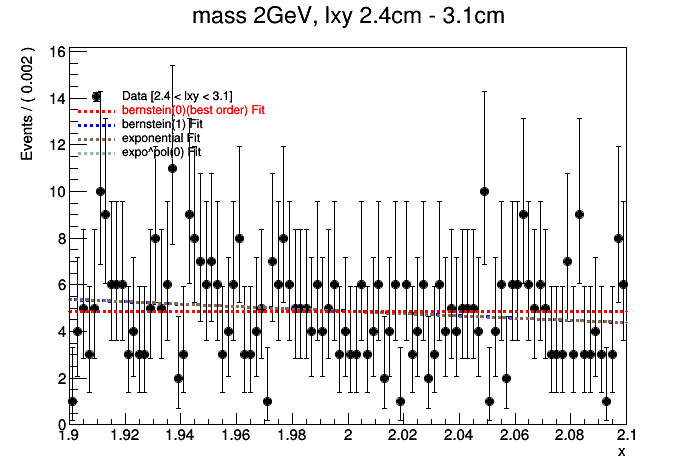 mass 2GeV, lxy 2.4cm - 3.1cm
Events / ( 0.002 )
16
14
12
10
8
6
4
2
0
Data [2.4 < lxy < 3.1]
bernstein(0)(best order) Fit
bernstein(1) Fit
exponential Fit
expo^pol(0) Fit
1.9 1.92 1.94 1.96 1.98 2 2.02 2.04 2.06 2.08 2.1
x